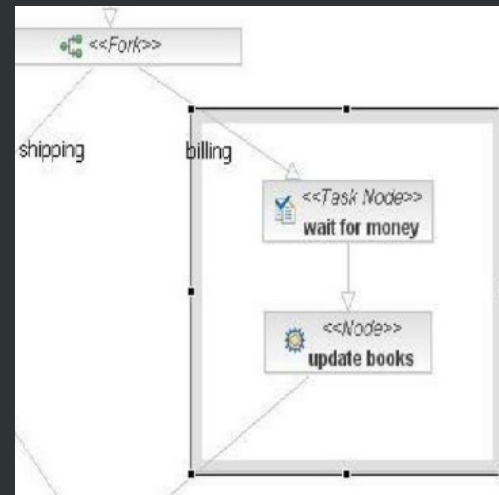 <<Fork>>
shipping
billing
<<Task Node>>
wait for money
<<Node>>
update books